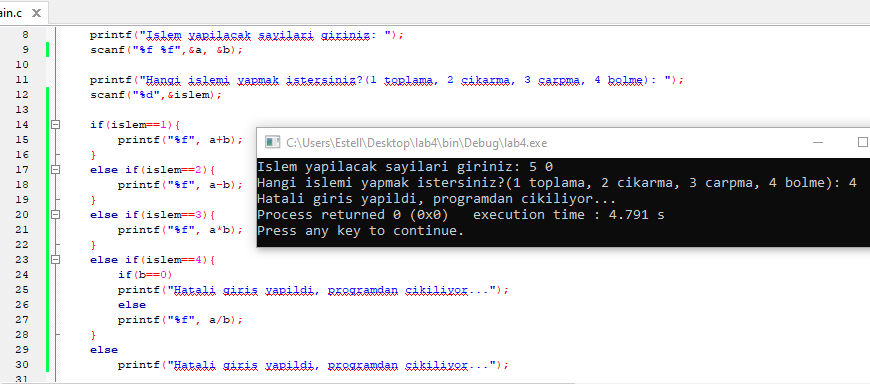 ain.c X
8 printf("Islem yapilacak sayilari giriniz: ");
9 scanf("%f %f",&a, &b);
10
11 printf("Hangi islemi yapmak istersiniz?(1 toplama, 2 cikarma, 3 carpma, 4 bolme): ");
12 scanf("%d",&islem);
13
14 if(islem==1){
15 printf("%f", a+b);
16 }
17 else if(islem==2){
18 printf("%f", a-b);
19 }
20 else if(islem==3){
21 printf("%f", a*b);
22 }
23 else if(islem==4){
24 if(b==0)
25 printf("Hatali giris yapildi, programdan cikiliyor...");
26 else
27 printf("%f", a/b);
28 }
29 else
30 printf("Hatali giris yapildi, programdan cikiliyor...");
31
C:\Users\Estell\Desktop\lab4\bin\Debug\lab4.exe
Islem yapilacak sayilari giriniz: 5 0
Hangi islemi yapmak istersiniz?(1 toplama, 2 cikarma, 3 carpma, 4 bolme): 4
Hatali giris yapildi, programdan cikiliyor...
Process returned 0 (0x0) execution time : 4.791 s
Press any key to continue.